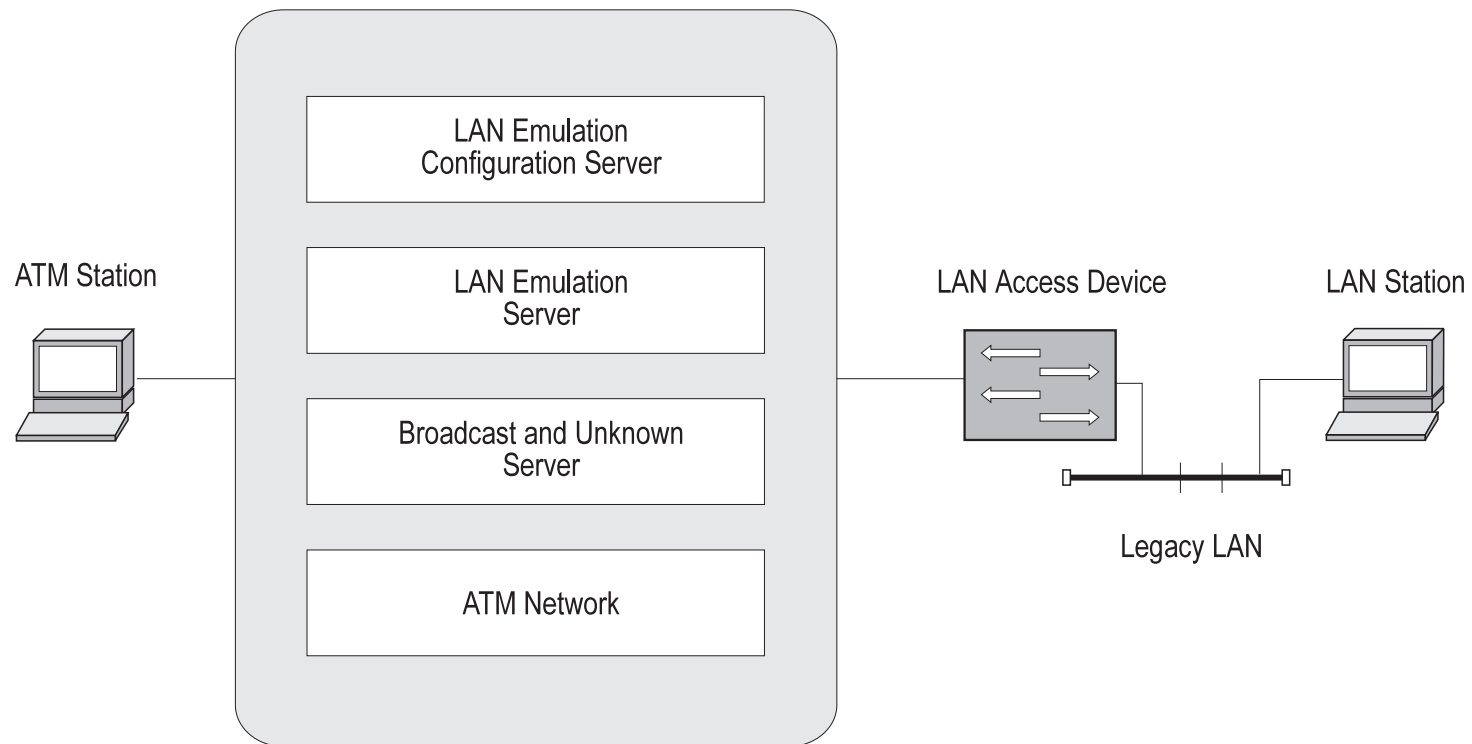 LAN Emulation
Configuration Server
ATM Station
LAN Emulation
Server
LAN Access Device
LAN Station
Broadcast and Unknown
Server
Legacy LAN
ATM Network